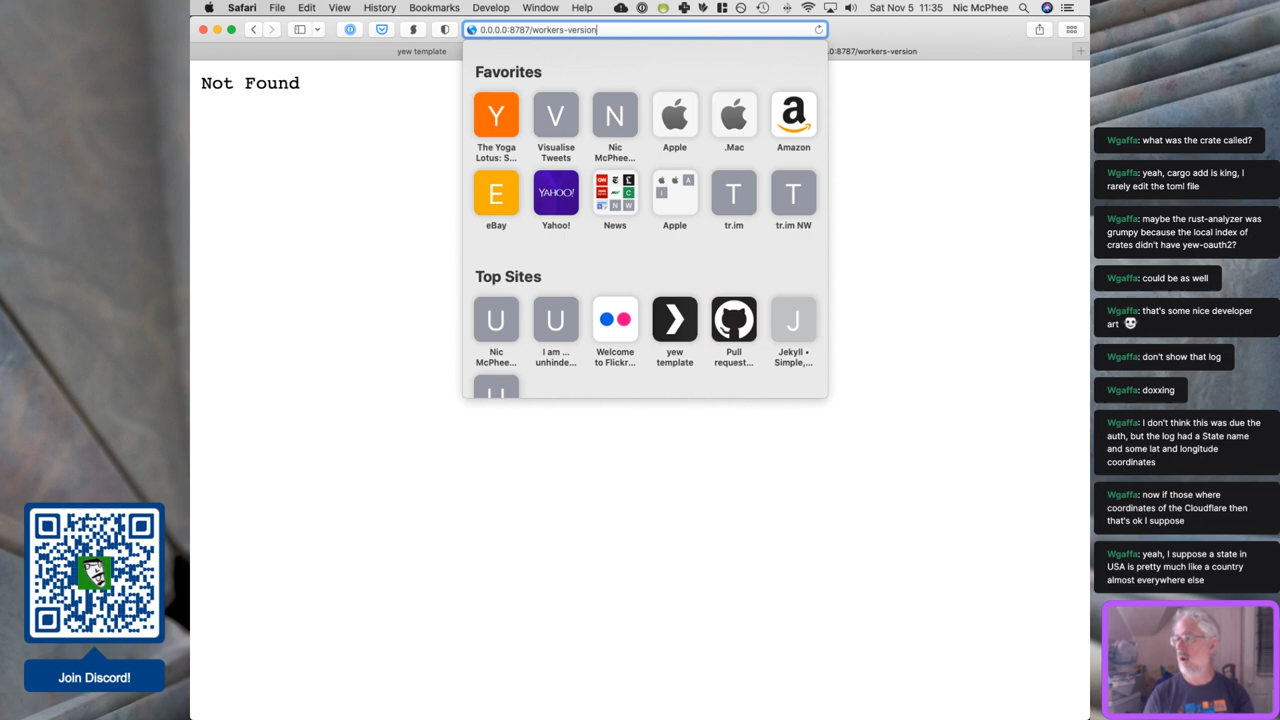 Safari File Edit View History Bookmarks Develop Window Help Sat Nov 5 11:35 Nic McPhee
0.0.0.0:8787/workers-version
yew template
:0:8787/workers-version
Not Found
Favorites
Y
V
N
a
The Yoga
Lotus: S...
Visualise
Tweets
Nic
McPhee...
Apple
.Mac
Amazon
E
YAHOO!
T
T
eBay
Yahoo!
News
Apple
tr.im
tr.im NW
Top Sites
U
U
J
Nic
McPhee...
I am ...
unhinde...
Welcome
to Flickr...
yew
template
Pull
request...
Jekyll •
Simple,...
U
Wgaffa: what was the crate called?
Wgaffa: yeah, cargo add is king, I
rarely edit the toml file
Wgaffa: maybe the rust-analyzer was
grumpy because the local index of
crates didn't have yew-oauth2?
Wgaffa: could be as well
Wgaffa: that's some nice developer
art
Wgaffa: don't show that log
Wgaffa: doxxing
Wgaffa: I don't think this was due the
auth, but the log had a State name
and some lat and longitude
coordinates
Wgaffa: now if those where
coordinates of the Cloudflare then
that's ok I suppose
Wgaffa: yeah, I suppose a state in
USA is pretty much like a country
almost everywhere else
Join Discord!